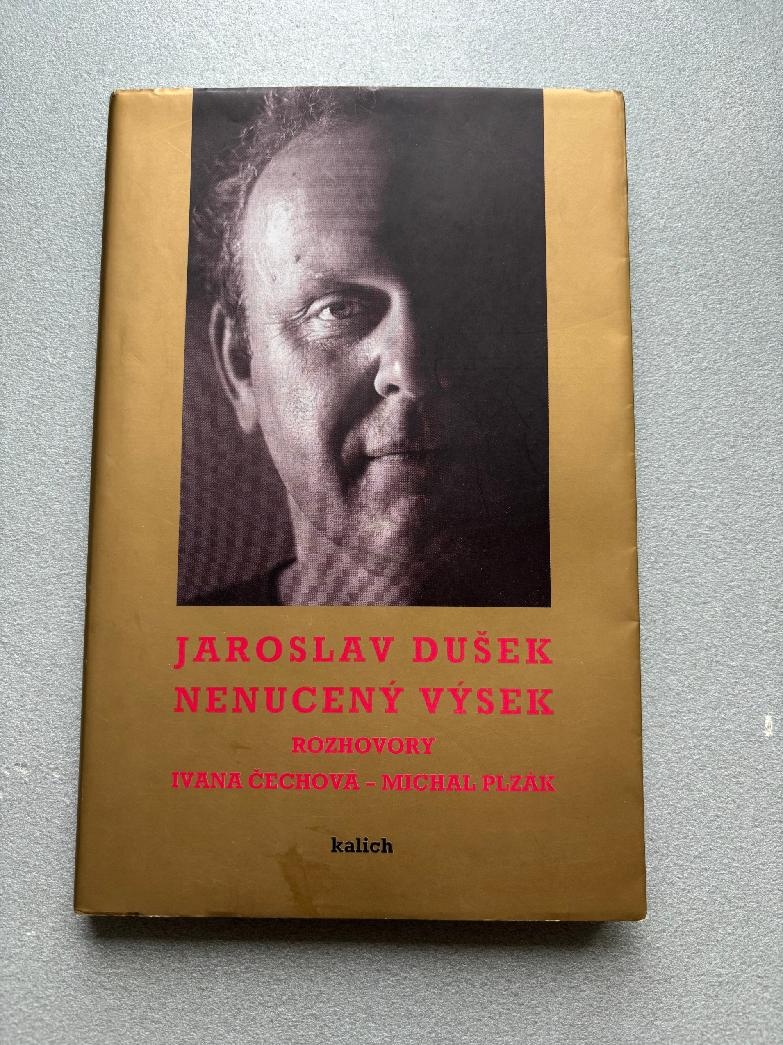 JAROSLAV DUŠEK
NENUCENÝ VÝSEK
ROZHOVORY
IVANA ČECHOVÁ – MICHAL PLZÁK
kalich